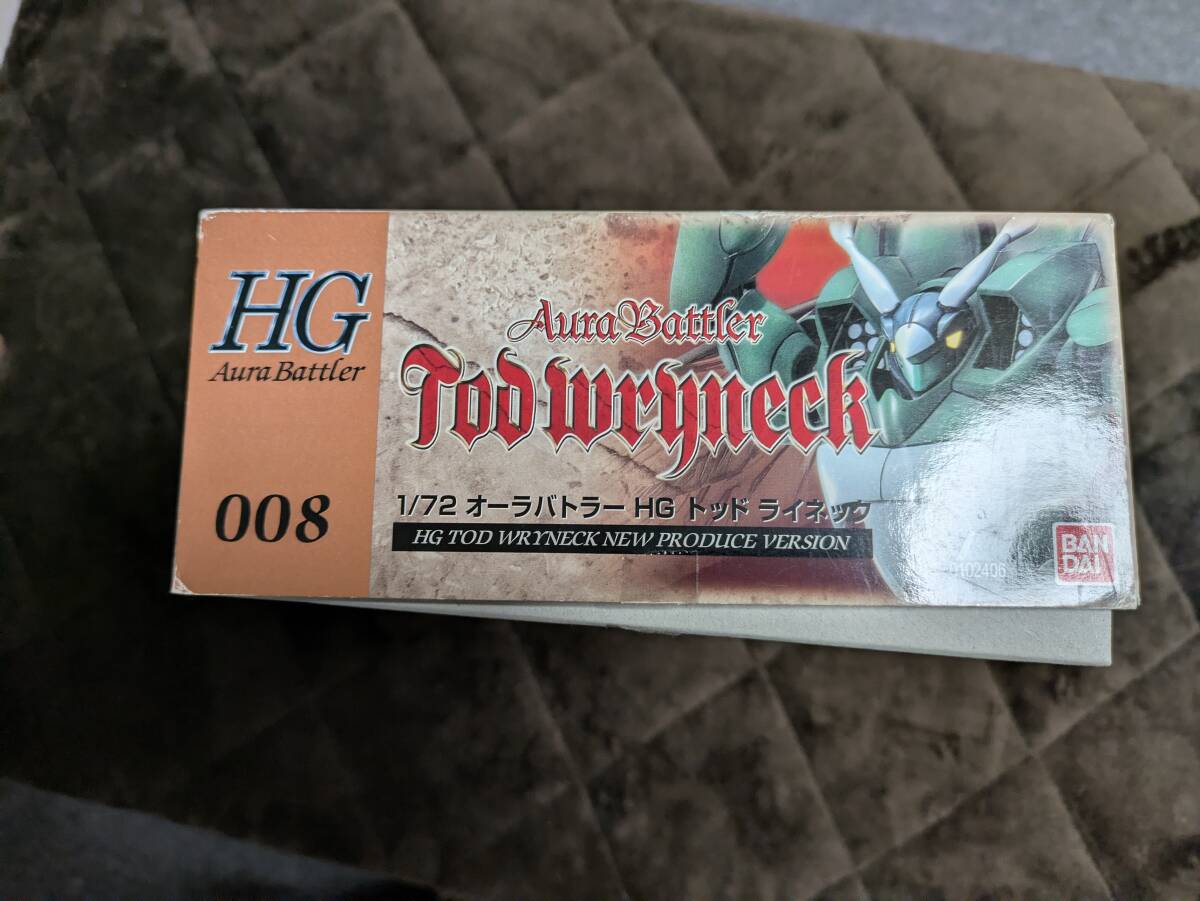 HG
Aura Battler
008
Aura Battler
Tod wryneck
1/72 オーラバトラー HG トッド ライネック
HG TOD WRYNECK NEW PRODUCE VERSION
0102406
BAN
DAI